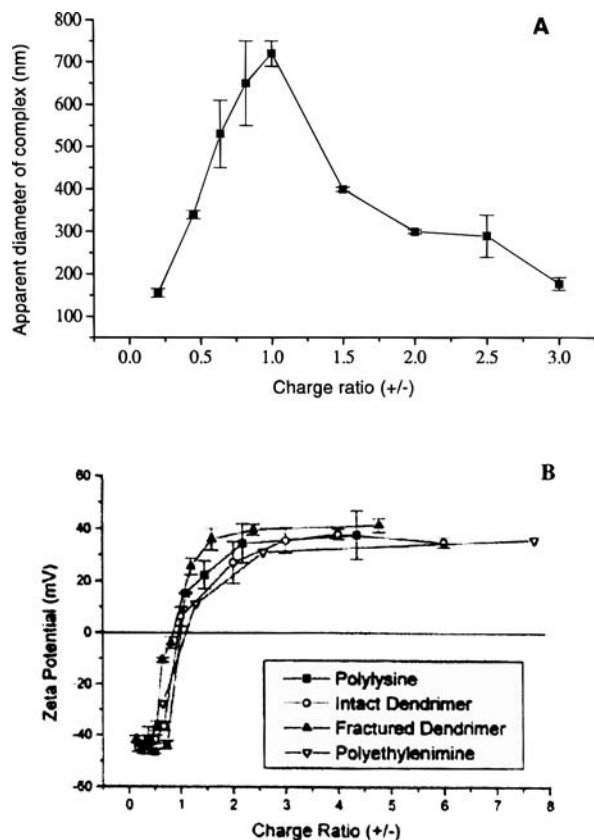 A
800
700
600
500
400
300
200
100
Apparent diameter of complex (nm)
0.0 0.5 1.0 1.5 2.0 2.5 3.0
Charge ratio (+/-)
B
60
40
20
0
-20
-40
-60
Zeta Potential (mV)
Polylysine
Intact Dendrimer
Fractured Dendrimer
Polyethylenimine
0 1 2 3 4 5 6 7 8
Charge Ratio (+/-)